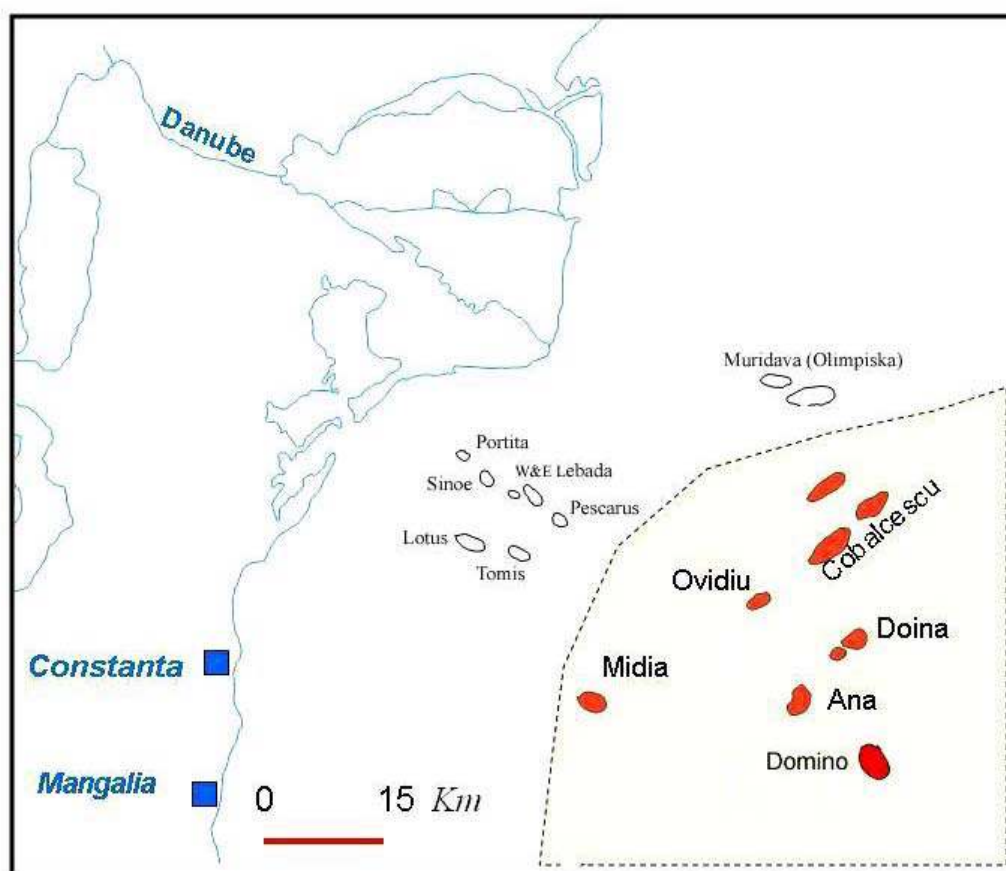 Danube
Muridava (Olimpiska)
Portita
Sinoe
W&E Lebada
Pescarus
Lotus
Tomis
Cobalcescu
Ovidiu
Doina
Constanta
Midia
Ana
Domino
Mangalia
0 15 Km